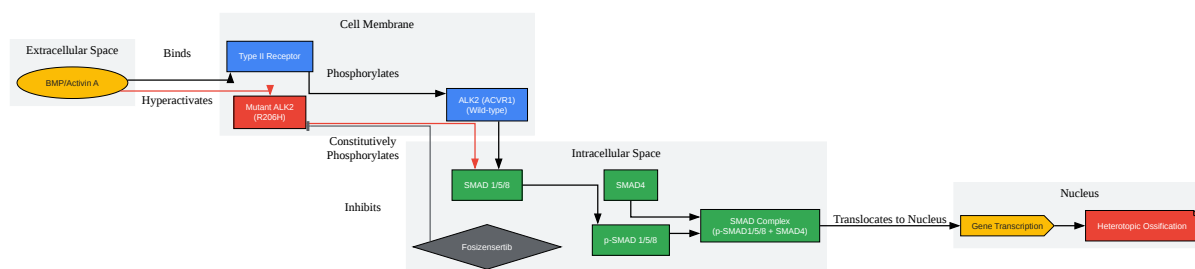 Cell Membrane
Extracellular Space
Binds
Type II Receptor
BMP/Activin A
Phosphorylates
Hyperactivates
Mutant ALK2
(R206H)
ALK2 (ACVR1)
(Wild-type)
Constitutively
Phosphorylates
Intracellular Space
SMAD 1/5/8
SMAD4
Nucleus
Inhibits
SMAD Complex
(p-SMAD1/5/8 + SMAD4)
Translocates to Nucleus
Gene Transcription
Heterotopic Ossification
Fosizensertib
p-SMAD 1/5/8